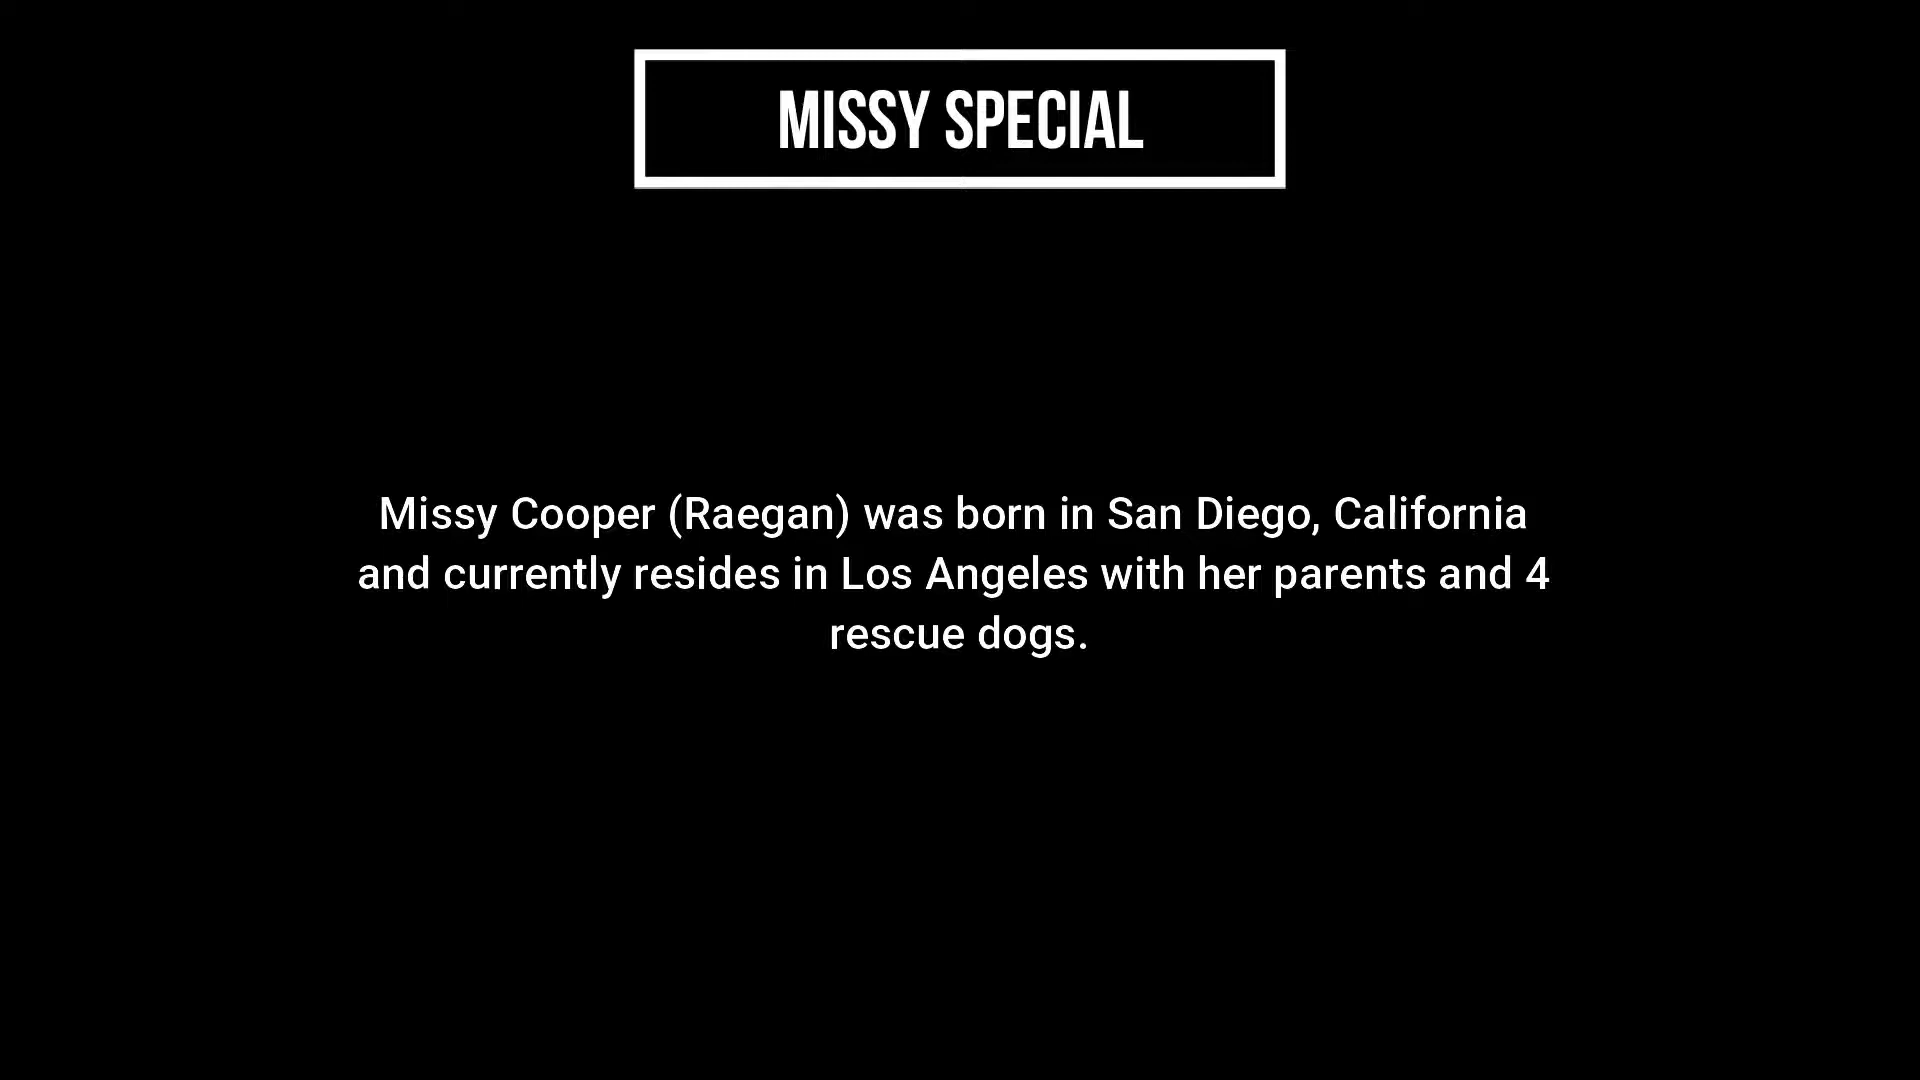 MISSY SPECIAL
Missy Cooper (Raegan) was born in San Diego, California
and currently resides in Los Angeles with her parents and 4
rescue dogs.